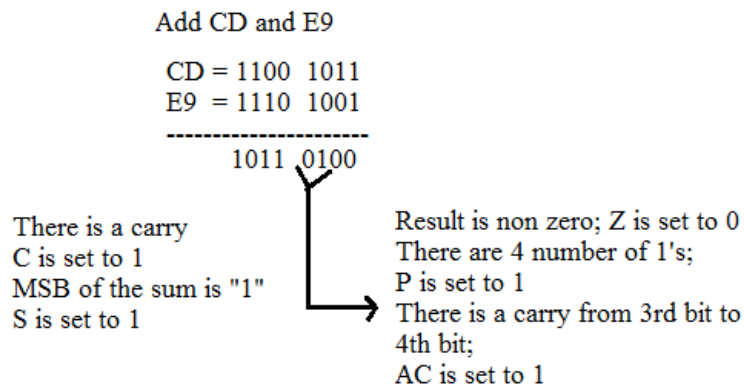 Add CD and E9
CD = 1100 1011
E9 = 1110 1001
----------------------
1011 0100
There is a carry
C is set to 1
MSB of the sum is "1"
S is set to 1
Result is non zero; Z is set to 0
There are 4 number of 1's;
P is set to 1
There is a carry from 3rd bit to
4th bit;
AC is set to 1